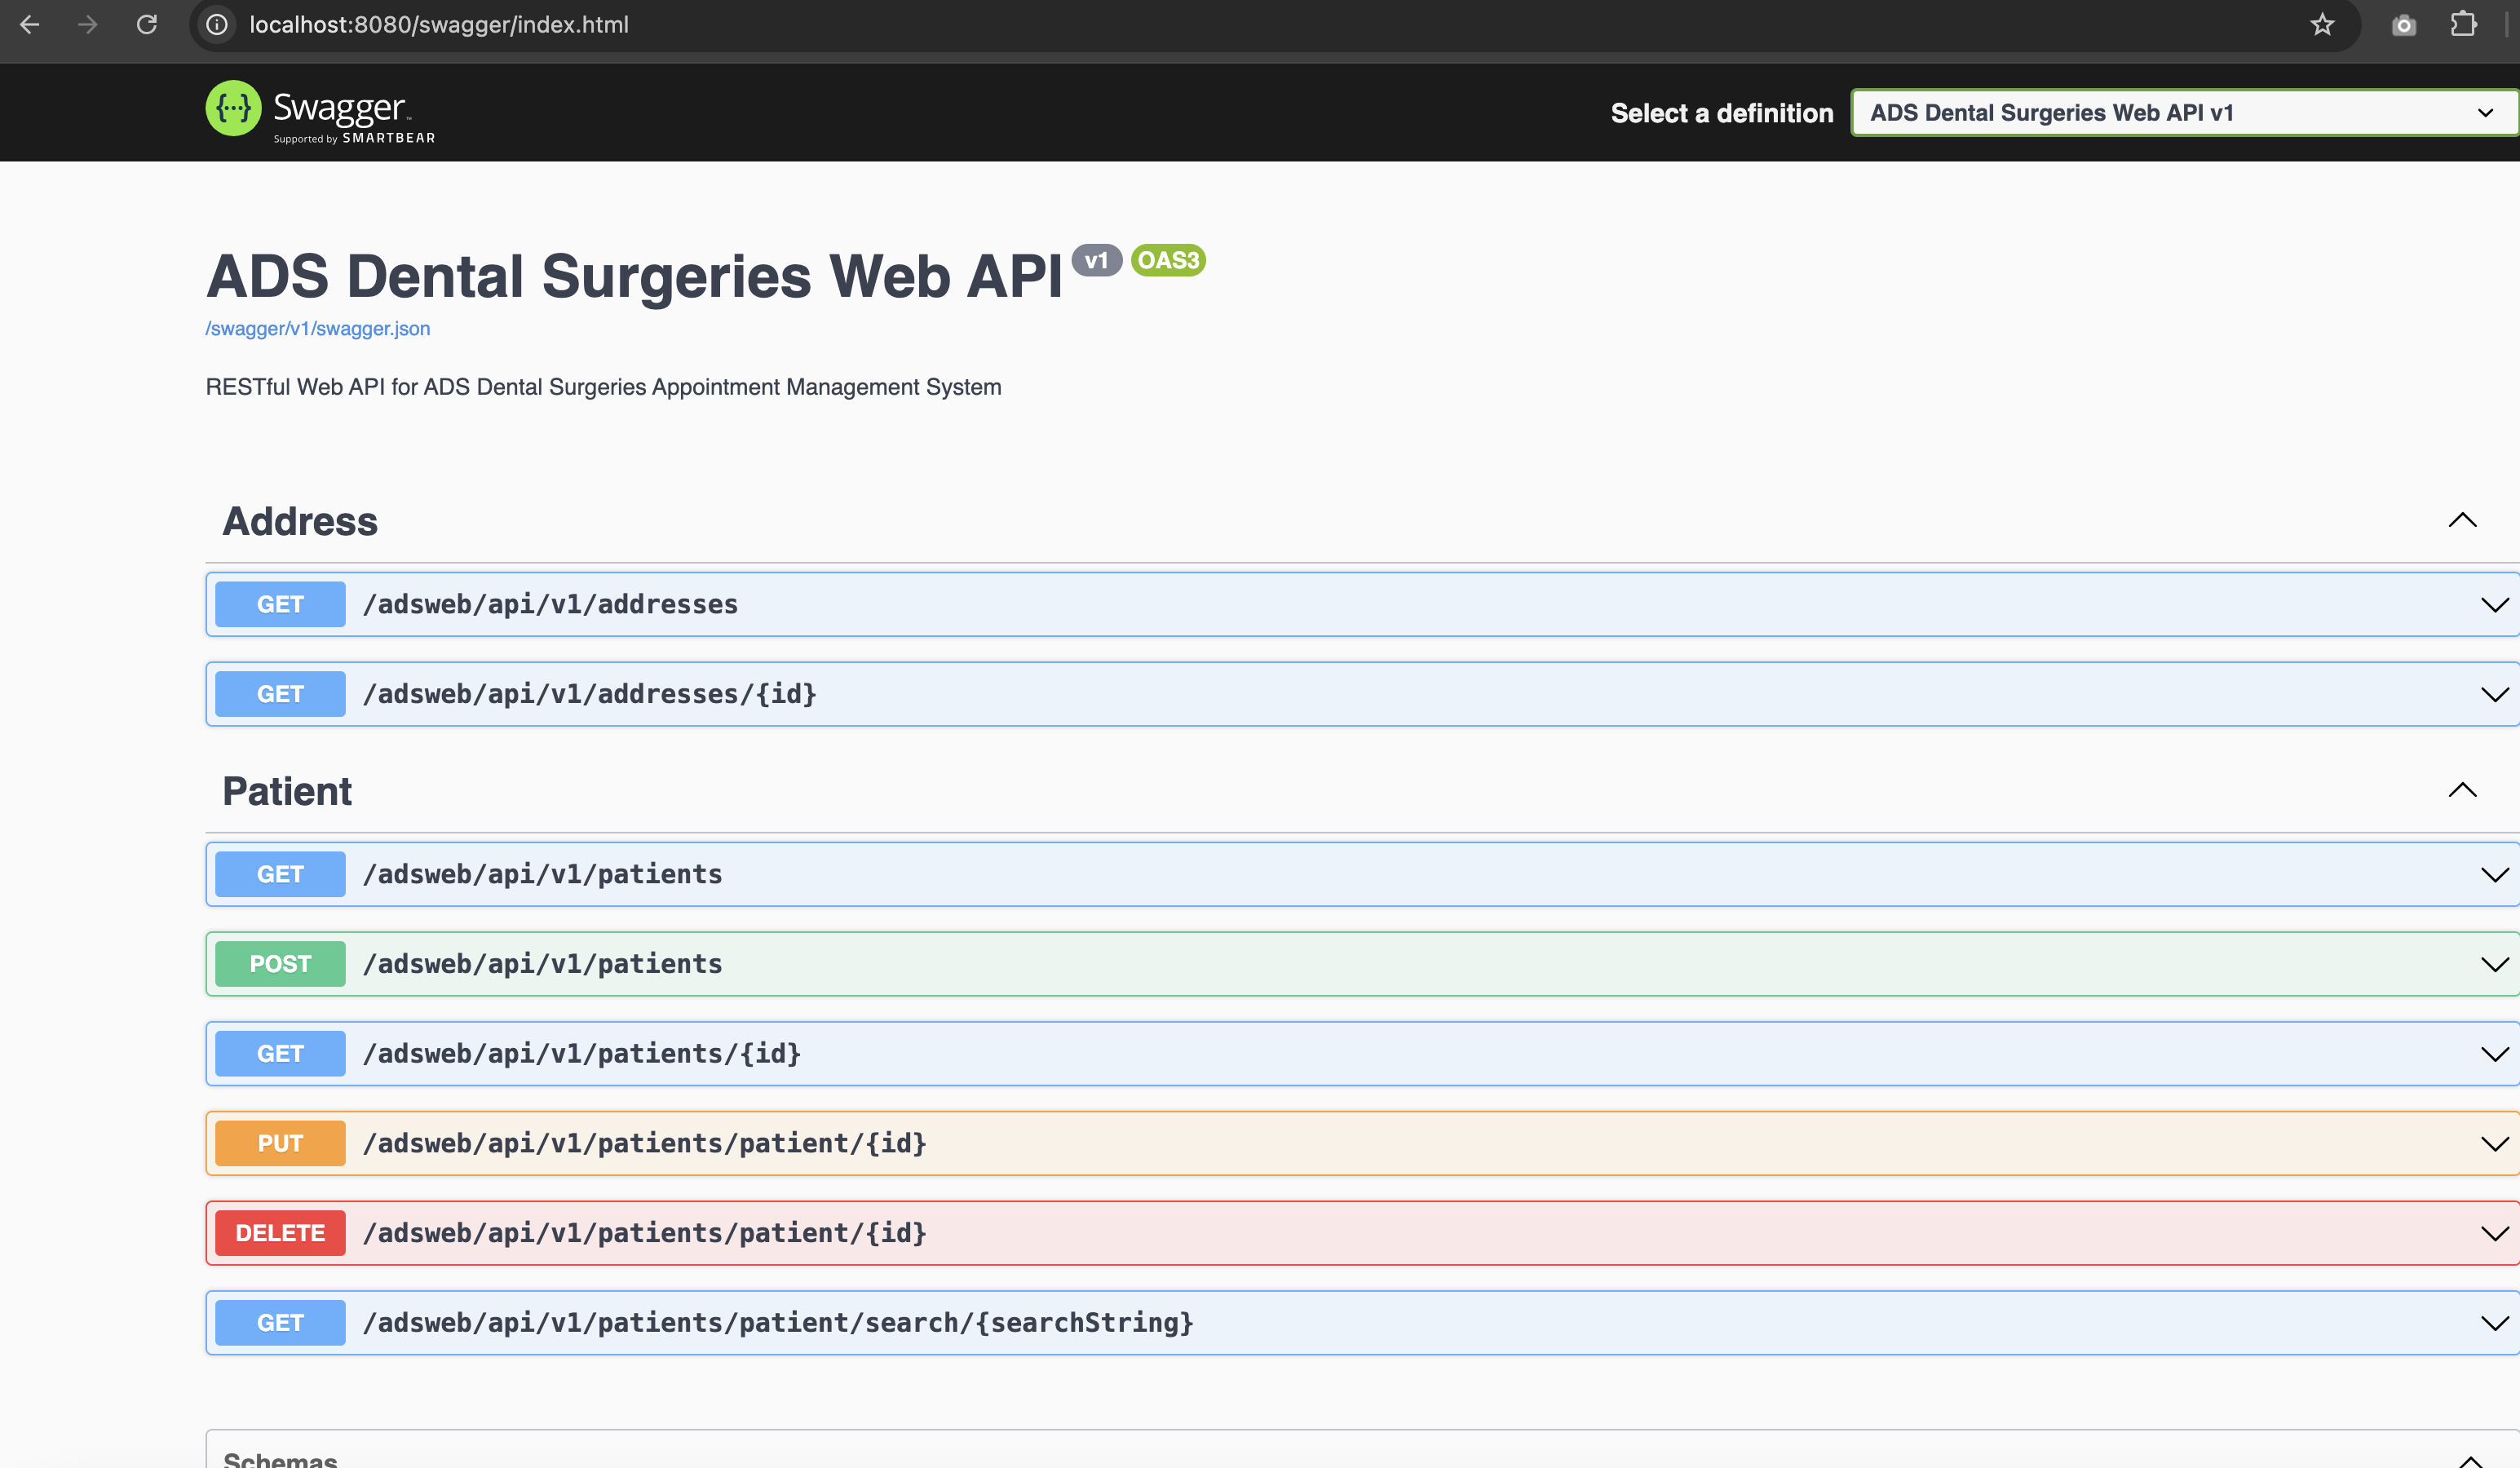 localhost:8080/swagger/index.html
{...} Swagger™
Supported by SMARTBEAR
Select a definition
ADS Dental Surgeries Web API v1
ADS Dental Surgeries Web API v1 OAS3
/swagger/v1/swagger.json
RESTful Web API for ADS Dental Surgeries Appointment Management System
Address
GET /adsweb/api/v1/addresses
GET /adsweb/api/v1/addresses/{id}
Patient
GET /adsweb/api/v1/patients
POST /adsweb/api/v1/patients
GET /adsweb/api/v1/patients/{id}
PUT /adsweb/api/v1/patients/patient/{id}
DELETE /adsweb/api/v1/patients/patient/{id}
GET /adsweb/api/v1/patients/patient/search/{searchString}
Schemas